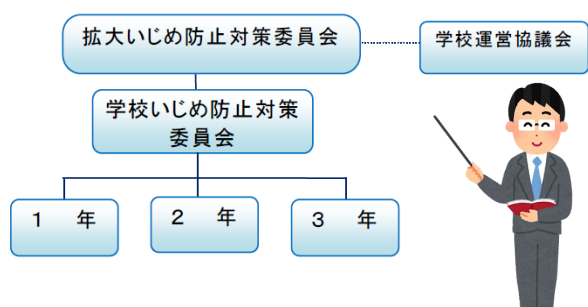 拡大いじめ防止対策委員会
学校運営協議会
学校いじめ防止対策
委員会
1　年
2　年
3　年